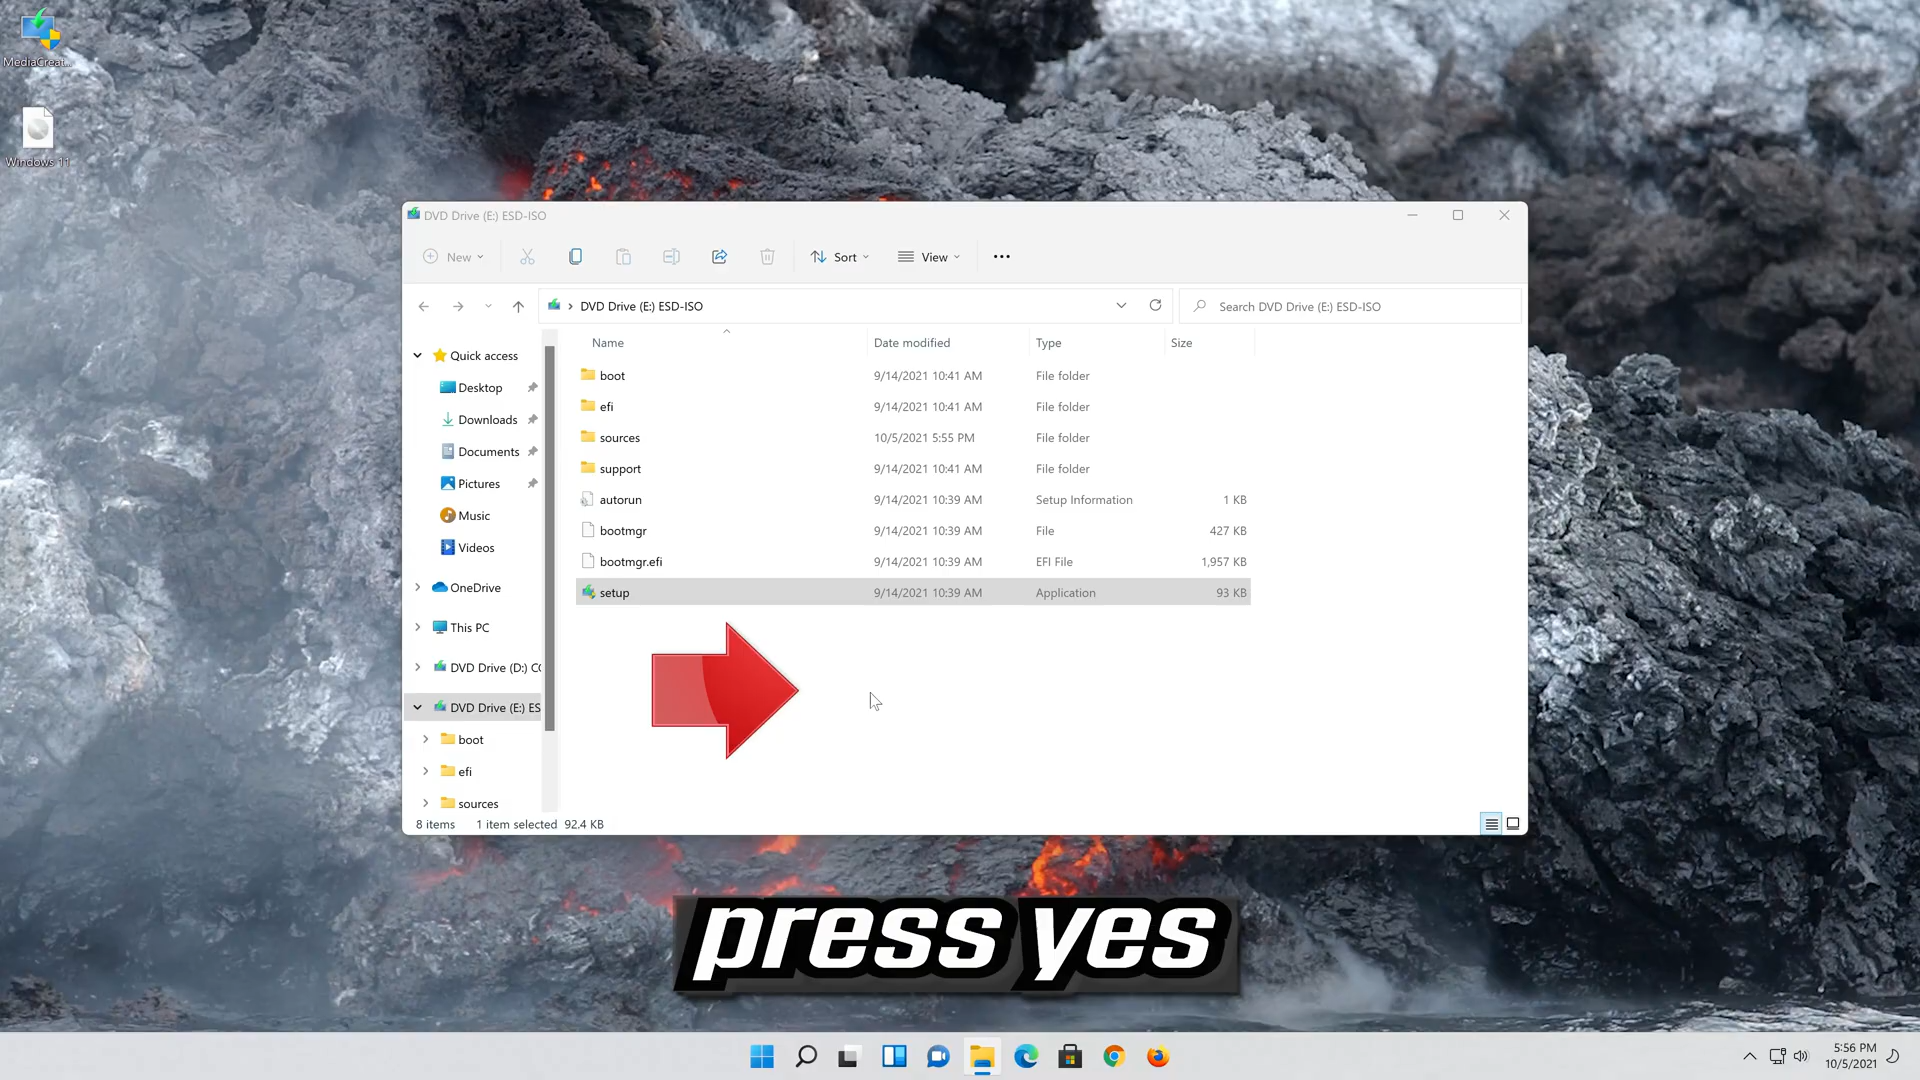 MediaCreat...
Windows 11
DVD Drive (E:) ESD-ISO
New
Sort
View
DVD Drive (E:) ESD-ISO
Search DVD Drive (E:) ESD-ISO
Name Date modified Type Size
Quick access
Desktop
Downloads
Documents
Pictures
Music
Videos
OneDrive
This PC
DVD Drive (D:) CC
DVD Drive (E:) ES
boot
efi
sources
boot 9/14/2021 10:41 AM File folder
efi 9/14/2021 10:41 AM File folder
sources 10/5/2021 5:55 PM File folder
support 9/14/2021 10:41 AM File folder
autorun 9/14/2021 10:39 AM Setup Information 1 KB
bootmgr 9/14/2021 10:39 AM File 427 KB
bootmgr.efi 9/14/2021 10:39 AM EFI File 1,957 KB
setup 9/14/2021 10:39 AM Application 93 KB
8 items 1 item selected 92.4 KB
press yes
5:56 PM
10/5/2021